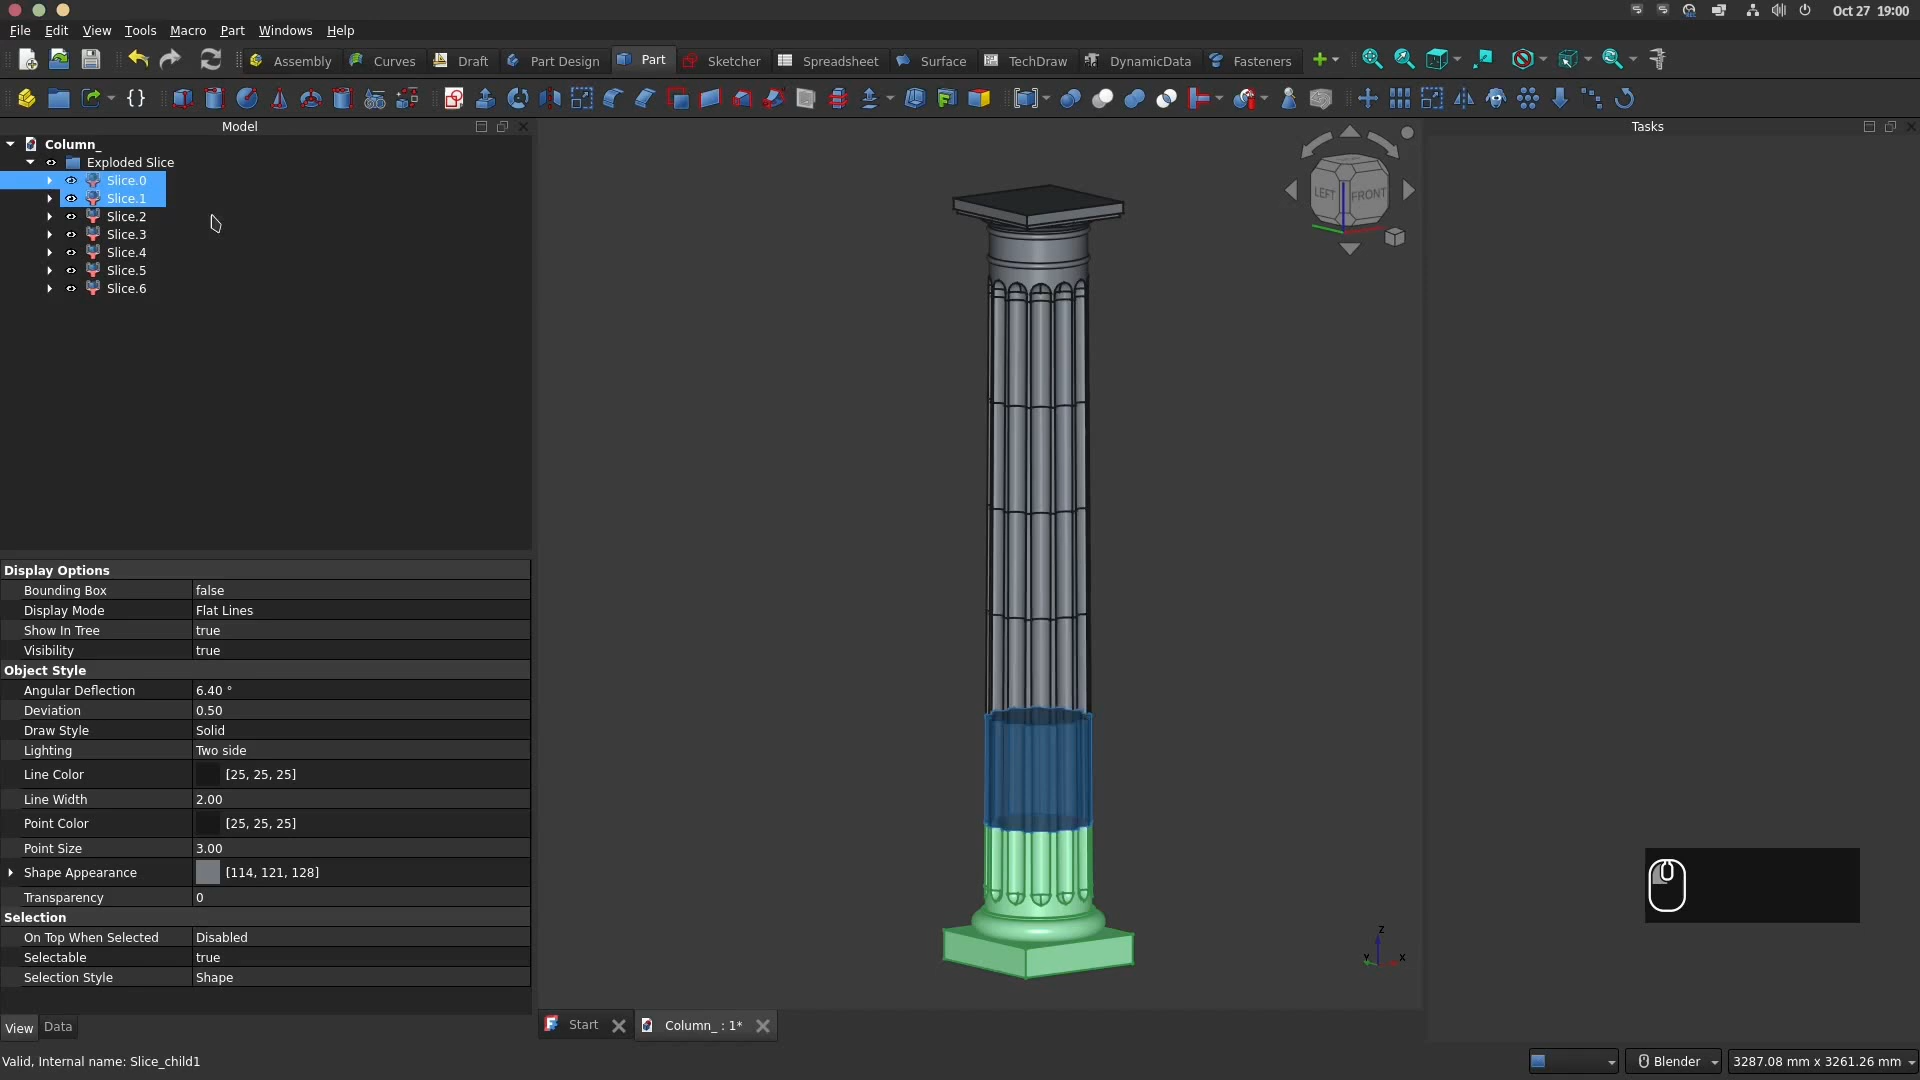 Oct 27 19:00
File Edit View Tools Macro Part Windows Help
Assembly Curves Draft Part Design Part Sketcher Spreadsheet Surface TechDraw DynamicData Fasteners
Model
Tasks
Column_
Exploded Slice
Slice.0
Slice.1
Slice.2
Slice.3
Slice.4
Slice.5
Slice.6
LEFT FRONT
Display Options
Bounding Box false
Display Mode Flat Lines
Show In Tree true
Visibility true
Object Style
Angular Deflection 6.40 °
Deviation 0.50
Draw Style Solid
Lighting Two side
Line Color [25, 25, 25]
Line Width 2.00
Point Color [25, 25, 25]
Point Size 3.00
Shape Appearance [114, 121, 128]
Transparency 0
Selection
On Top When Selected Disabled
Selectable true
Selection Style Shape
Z
Y X
View Data
Start Column_ : 1*
Valid, Internal name: Slice_child1
Blender 3287.08 mm x 3261.26 mm